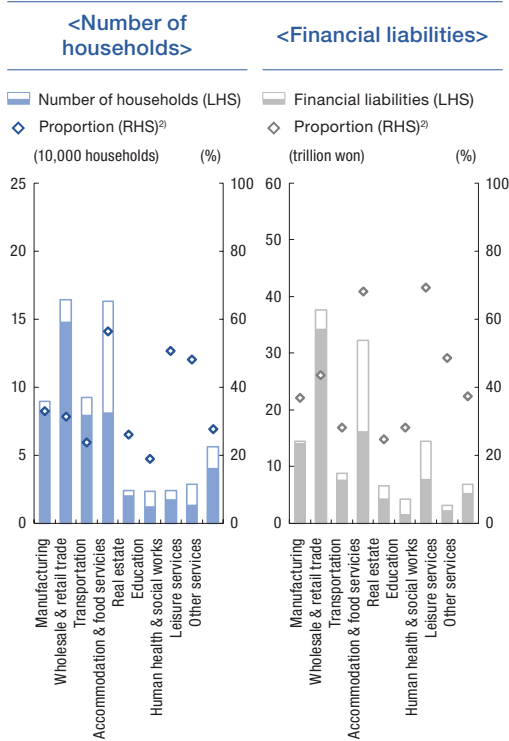 <Number of
households>
Number of households (LHS)
Proportion (RHS)2)
(10,000 households) (%)
25 100
20 80
15 60
10 40
5 20
0 0
Manufacturing
Wholesale & retail trade
Transportation
Accommodation & food servicies
Real estate
Education
Human health & social works
Leisure services
Other services
<Financial liabilities>
Financial liabilities (LHS)
Proportion (RHS)2)
(trillion won) (%)
60 100
50
80
40
60
30
40
20
10 20
0 0
Manufacturing
Wholesale & retail trade
Transportation
Accommodation & food servicies
Real estate
Education
Human health & social works
Leisure services
Other services